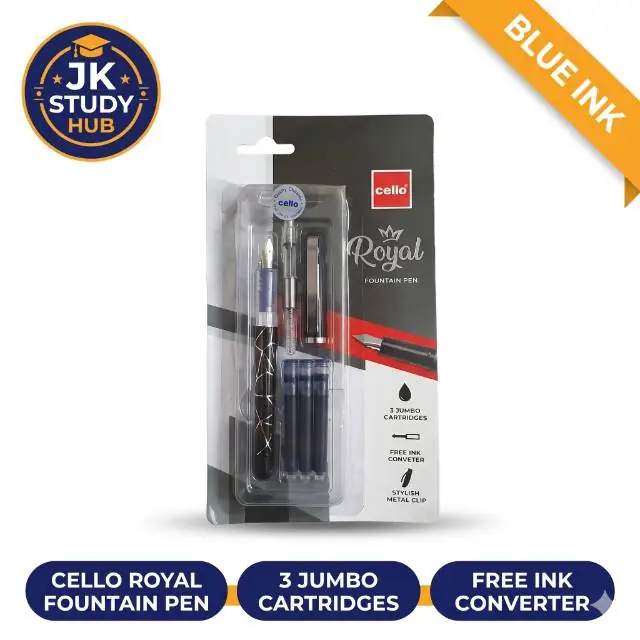 JK
STUDY
HUB
BLUE INK
cello
cello
Royal
FOUNTAIN PEN
3 JUMBO
CARTRIDGES
FREE INK
CONVETER
STYLISH
METAL CLIP
CELLO ROYAL
FOUNTAIN PEN
3 JUMBO
CARTRIDGES
FREE INK
CONVERTER